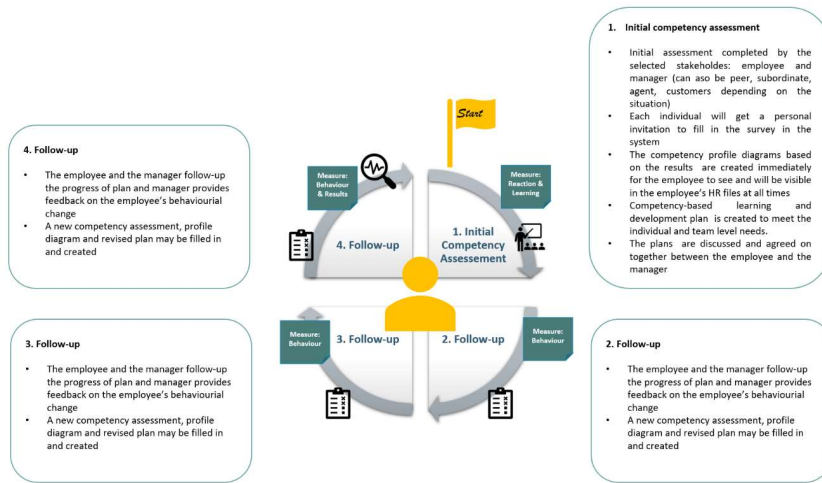 1. Initial competency assessment
• Initial assessment completed by the
selected stakeholdes: employee and
manager (can aso be peer, subordinate,
agent, customers depending on the
situation)
• Each individual will get a personal
invitation to fill in the survey in the
system
• The competency profile diagrams based
on the results are created immediately
for the employee to see and will be visible
in the employee's HR files at all times
• Competency-based learning and
development plan is created to meet the
individual and team level needs.
• The plans are discussed and agreed on
together between the employee and the
manager
Start
4. Follow-up
• The employee and the manager follow-up
the progress of plan and manager provides
feedback on the employee's behaviourial
change
• A new competency assessment, profile
diagram and revised plan may be filled in
and created
Measure:
Behaviour
& Results
Measure:
Reaction &
Learning
4. Follow-up
1. Initial
Competency
Assessment
3. Follow-up
2. Follow-up
Measure:
Behaviour
Measure:
Behaviour
3. Follow-up
• The employee and the manager follow-up
the progress of plan and manager provides
feedback on the employee's behaviourial
change
• A new competency assessment, profile
diagram and revised plan may be filled in
and created
2. Follow-up
• The employee and the manager follow-up
the progress of plan and manager provides
feedback on the employee's behaviourial
change
• A new competency assessment, profile
diagram and revised plan may be filled in
and created